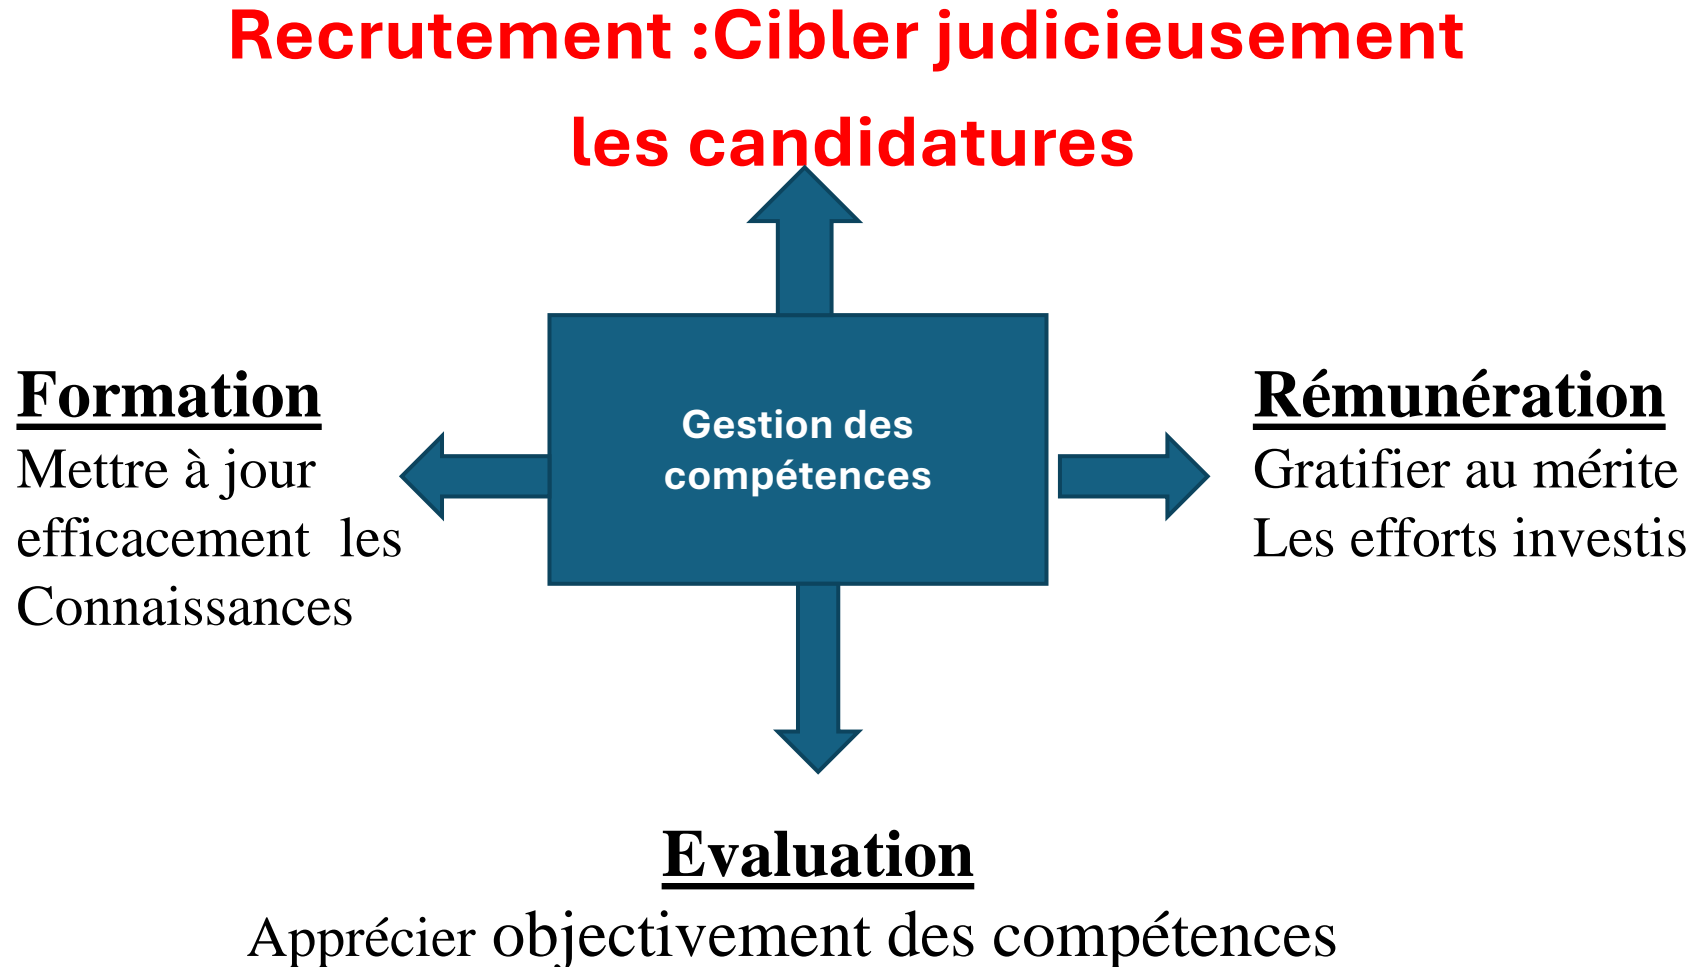 Recrutement :Cibler judicieusement
les candidatures
Formation
Mettre à jour
efficacement  les
Connaissances
Gestion des
compétences
Rémunération
Gratifier au mérite
Les efforts investis
Evaluation
Apprécier objectivement des compétences